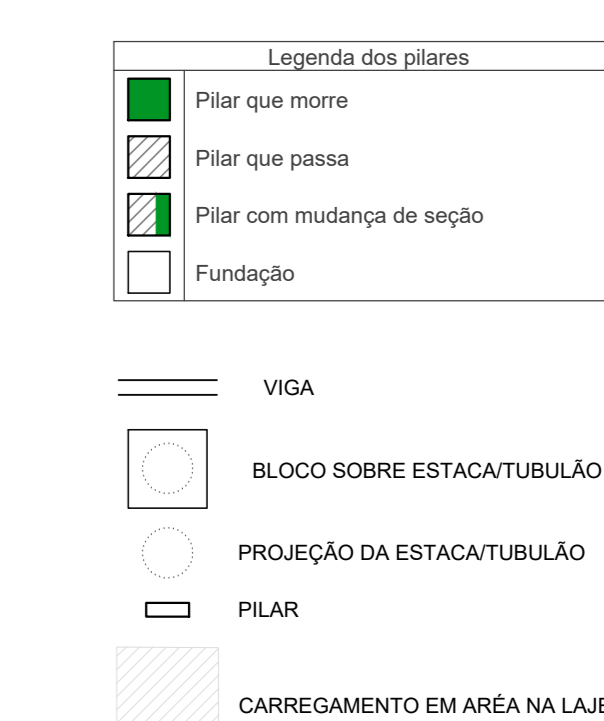 Legenda dos pilares
Pilar que morre
Pilar que passa
Pilar com mudança de seção
Fundação
VIGA
BLOCO SOBRE ESTACA/TUBULÃO
PROJEÇÃO DA ESTACA/TUBULÃO
PILAR
CARREGAMENTO EM ARÉA NA LAJE